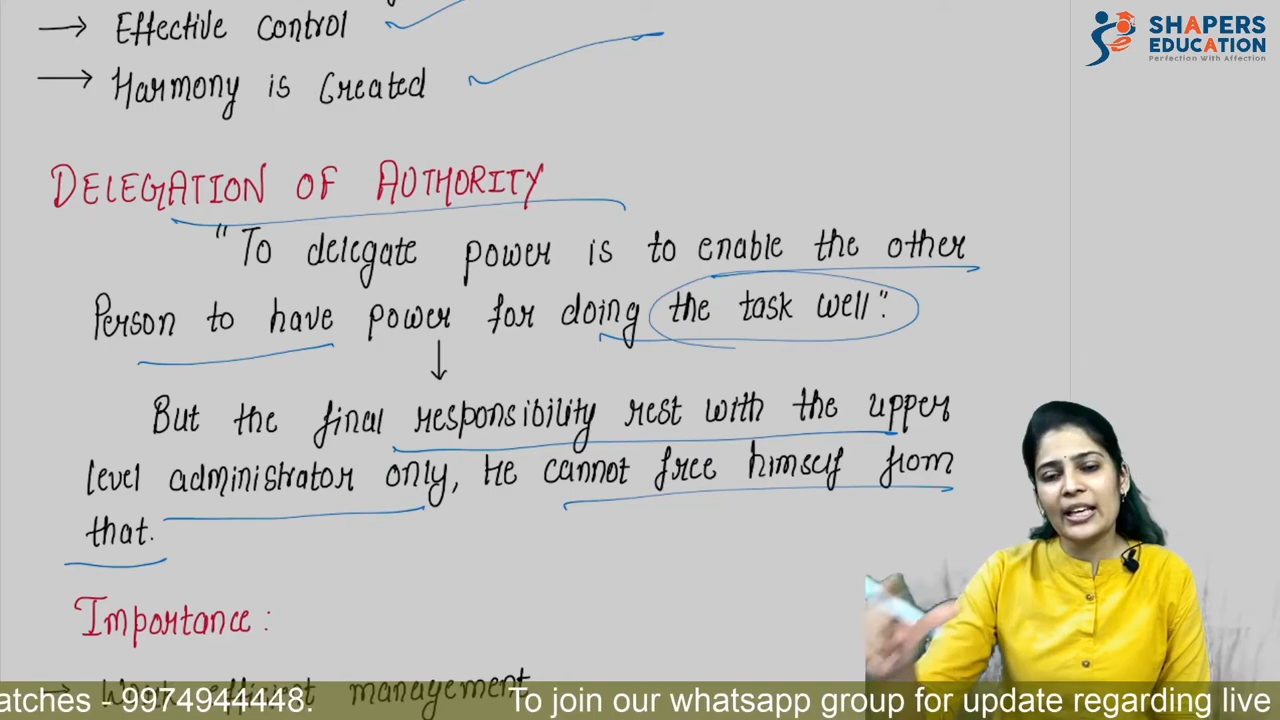 → Effective Control
→ Harmony is Created
SHAPERS
EDUCATION
Perfection With Affection
DELEGATION OF AUTHORITY
"To delegate power is to enable the other
Person to have power for doing the task well."
↓
But the final responsibility rest with the upper
level administrator only, He cannot free himself from
that.
Importance:
→ Work efficient management
atches - 9974944448. To join our whatsapp group for update regarding live